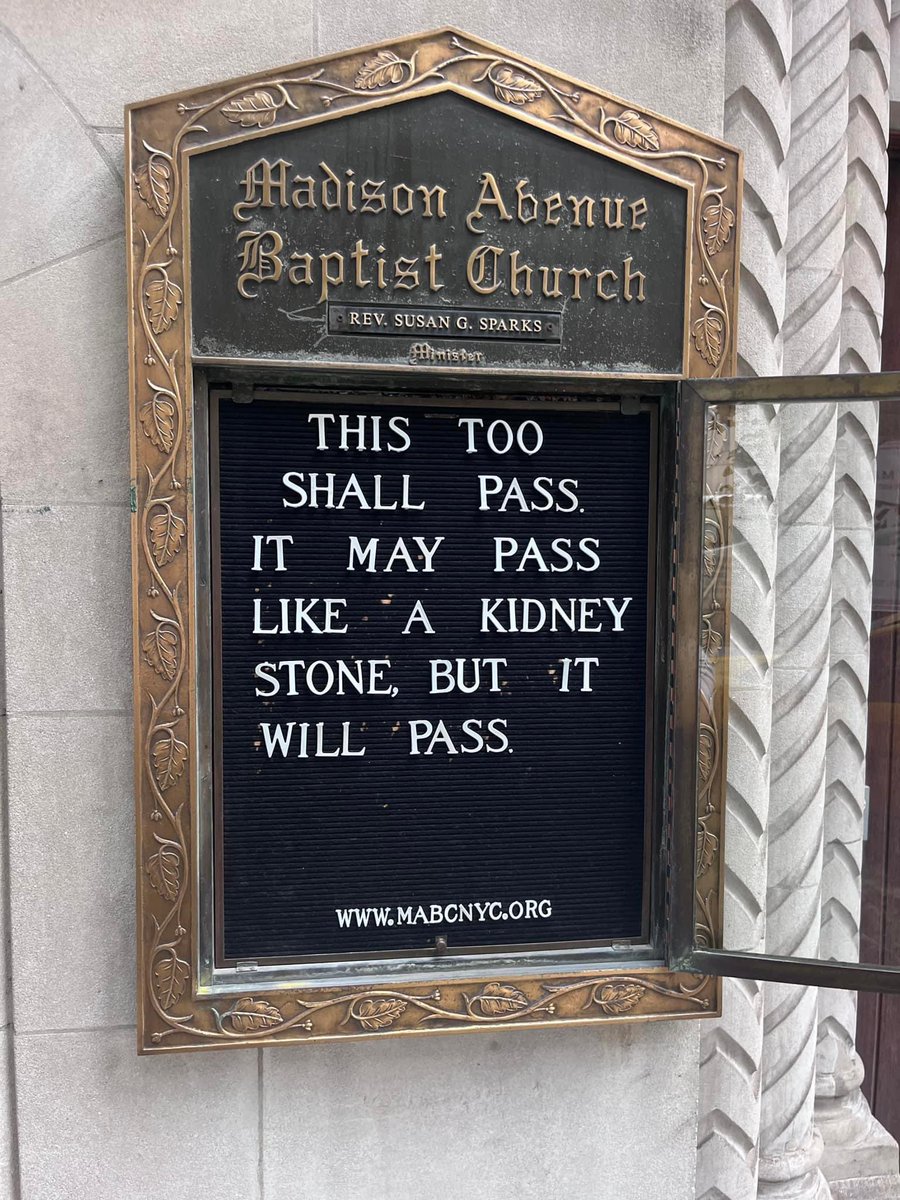 Madison Avenue
Baptist Church
REV. SUSAN G. SPARKS
Minister
THIS TOO
SHALL PASS.
IT MAY PASS
LIKE A KIDNEY
STONE, BUT IT
WILL PASS.
WWW.MABCNYC.ORG